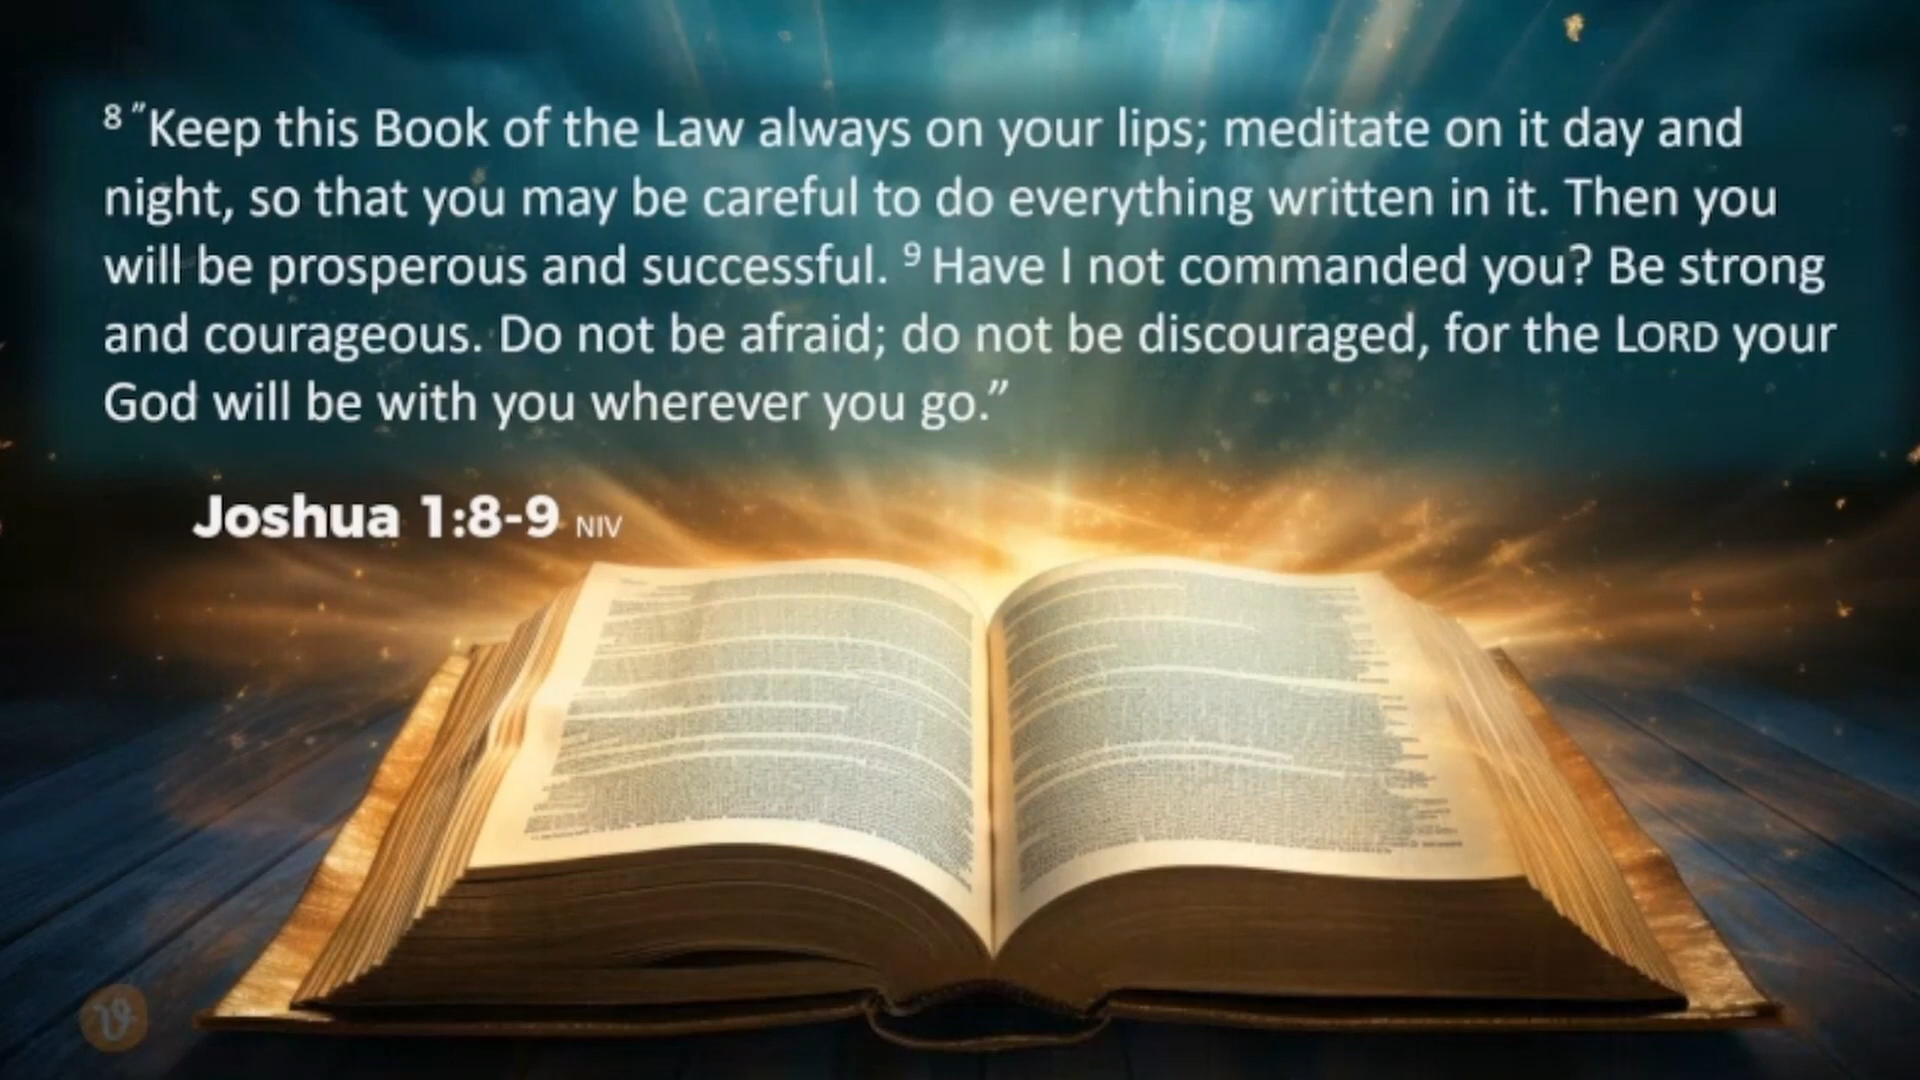 8 "Keep this Book of the Law always on your lips; meditate on it day and
night, so that you may be careful to do everything written in it. Then you
will be prosperous and successful. 9 Have I not commanded you? Be strong
and courageous. Do not be afraid; do not be discouraged, for the LORD your
God will be with you wherever you go.”
Joshua 1:8-9 NIV